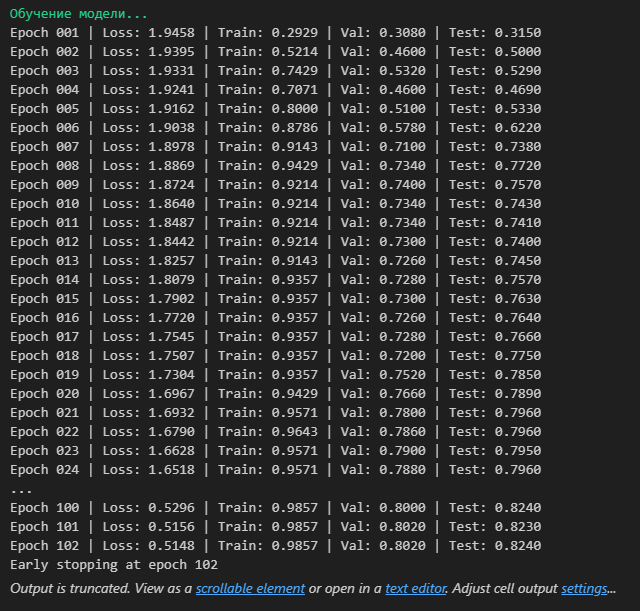 Обучение модели...
Epoch 001 | Loss: 1.9458 | Train: 0.2929 | Val: 0.3080 | Test: 0.3150
Epoch 002 | Loss: 1.9395 | Train: 0.5214 | Val: 0.4600 | Test: 0.5000
Epoch 003 | Loss: 1.9331 | Train: 0.7429 | Val: 0.5320 | Test: 0.5290
Epoch 004 | Loss: 1.9241 | Train: 0.7071 | Val: 0.4600 | Test: 0.4690
Epoch 005 | Loss: 1.9162 | Train: 0.8000 | Val: 0.5100 | Test: 0.5330
Epoch 006 | Loss: 1.9038 | Train: 0.8786 | Val: 0.5780 | Test: 0.6220
Epoch 007 | Loss: 1.8978 | Train: 0.9143 | Val: 0.7100 | Test: 0.7380
Epoch 008 | Loss: 1.8869 | Train: 0.9429 | Val: 0.7340 | Test: 0.7720
Epoch 009 | Loss: 1.8724 | Train: 0.9214 | Val: 0.7400 | Test: 0.7570
Epoch 010 | Loss: 1.8640 | Train: 0.9214 | Val: 0.7340 | Test: 0.7430
Epoch 011 | Loss: 1.8487 | Train: 0.9214 | Val: 0.7340 | Test: 0.7410
Epoch 012 | Loss: 1.8442 | Train: 0.9214 | Val: 0.7300 | Test: 0.7400
Epoch 013 | Loss: 1.8257 | Train: 0.9143 | Val: 0.7260 | Test: 0.7450
Epoch 014 | Loss: 1.8079 | Train: 0.9357 | Val: 0.7280 | Test: 0.7570
Epoch 015 | Loss: 1.7902 | Train: 0.9357 | Val: 0.7300 | Test: 0.7630
Epoch 016 | Loss: 1.7720 | Train: 0.9357 | Val: 0.7260 | Test: 0.7640
Epoch 017 | Loss: 1.7545 | Train: 0.9357 | Val: 0.7280 | Test: 0.7660
Epoch 018 | Loss: 1.7507 | Train: 0.9357 | Val: 0.7200 | Test: 0.7750
Epoch 019 | Loss: 1.7304 | Train: 0.9357 | Val: 0.7520 | Test: 0.7850
Epoch 020 | Loss: 1.6967 | Train: 0.9429 | Val: 0.7660 | Test: 0.7890
Epoch 021 | Loss: 1.6932 | Train: 0.9571 | Val: 0.7800 | Test: 0.7960
Epoch 022 | Loss: 1.6790 | Train: 0.9643 | Val: 0.7860 | Test: 0.7960
Epoch 023 | Loss: 1.6628 | Train: 0.9571 | Val: 0.7900 | Test: 0.7950
Epoch 024 | Loss: 1.6518 | Train: 0.9571 | Val: 0.7880 | Test: 0.7960
...
Epoch 100 | Loss: 0.5296 | Train: 0.9857 | Val: 0.8000 | Test: 0.8240
Epoch 101 | Loss: 0.5156 | Train: 0.9857 | Val: 0.8020 | Test: 0.8230
Epoch 102 | Loss: 0.5148 | Train: 0.9857 | Val: 0.8020 | Test: 0.8240
Early stopping at epoch 102
Output is truncated. View as a scrollable element or open in a text editor. Adjust cell output settings...